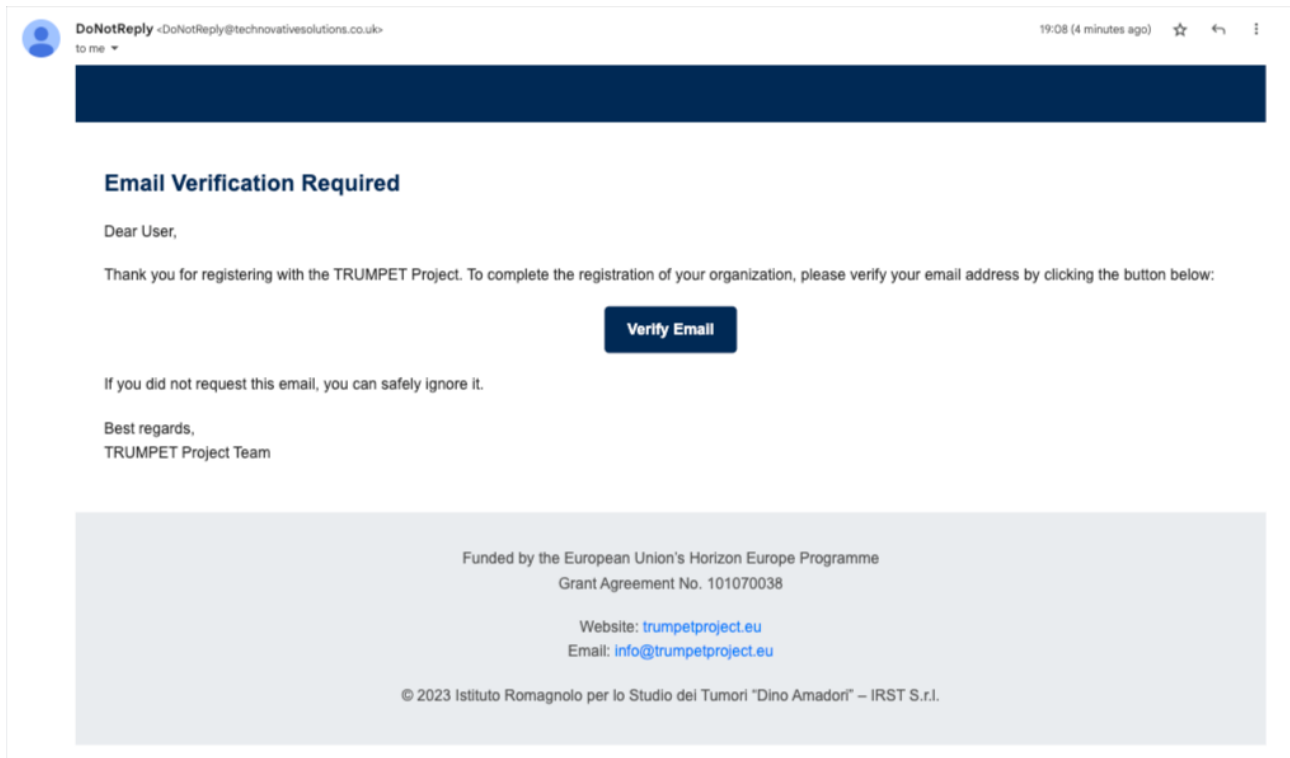 DoNotReply <DoNotReply@technovativesolutions.co.uk>
19:08 (4 minutes ago)
to me
Email Verification Required
Dear User,
Thank you for registering with the TRUMPET Project. To complete the registration of your organization, please verify your email address by clicking the button below:
Verify Email
If you did not request this email, you can safely ignore it.
Best regards,
TRUMPET Project Team
Funded by the European Union’s Horizon Europe Programme
Grant Agreement No. 101070038
Website: trumpetproject.eu
Email: info@trumpetproject.eu
© 2023 Istituto Romagnolo per lo Studio dei Tumori “Dino Amadori” – IRST S.r.l.